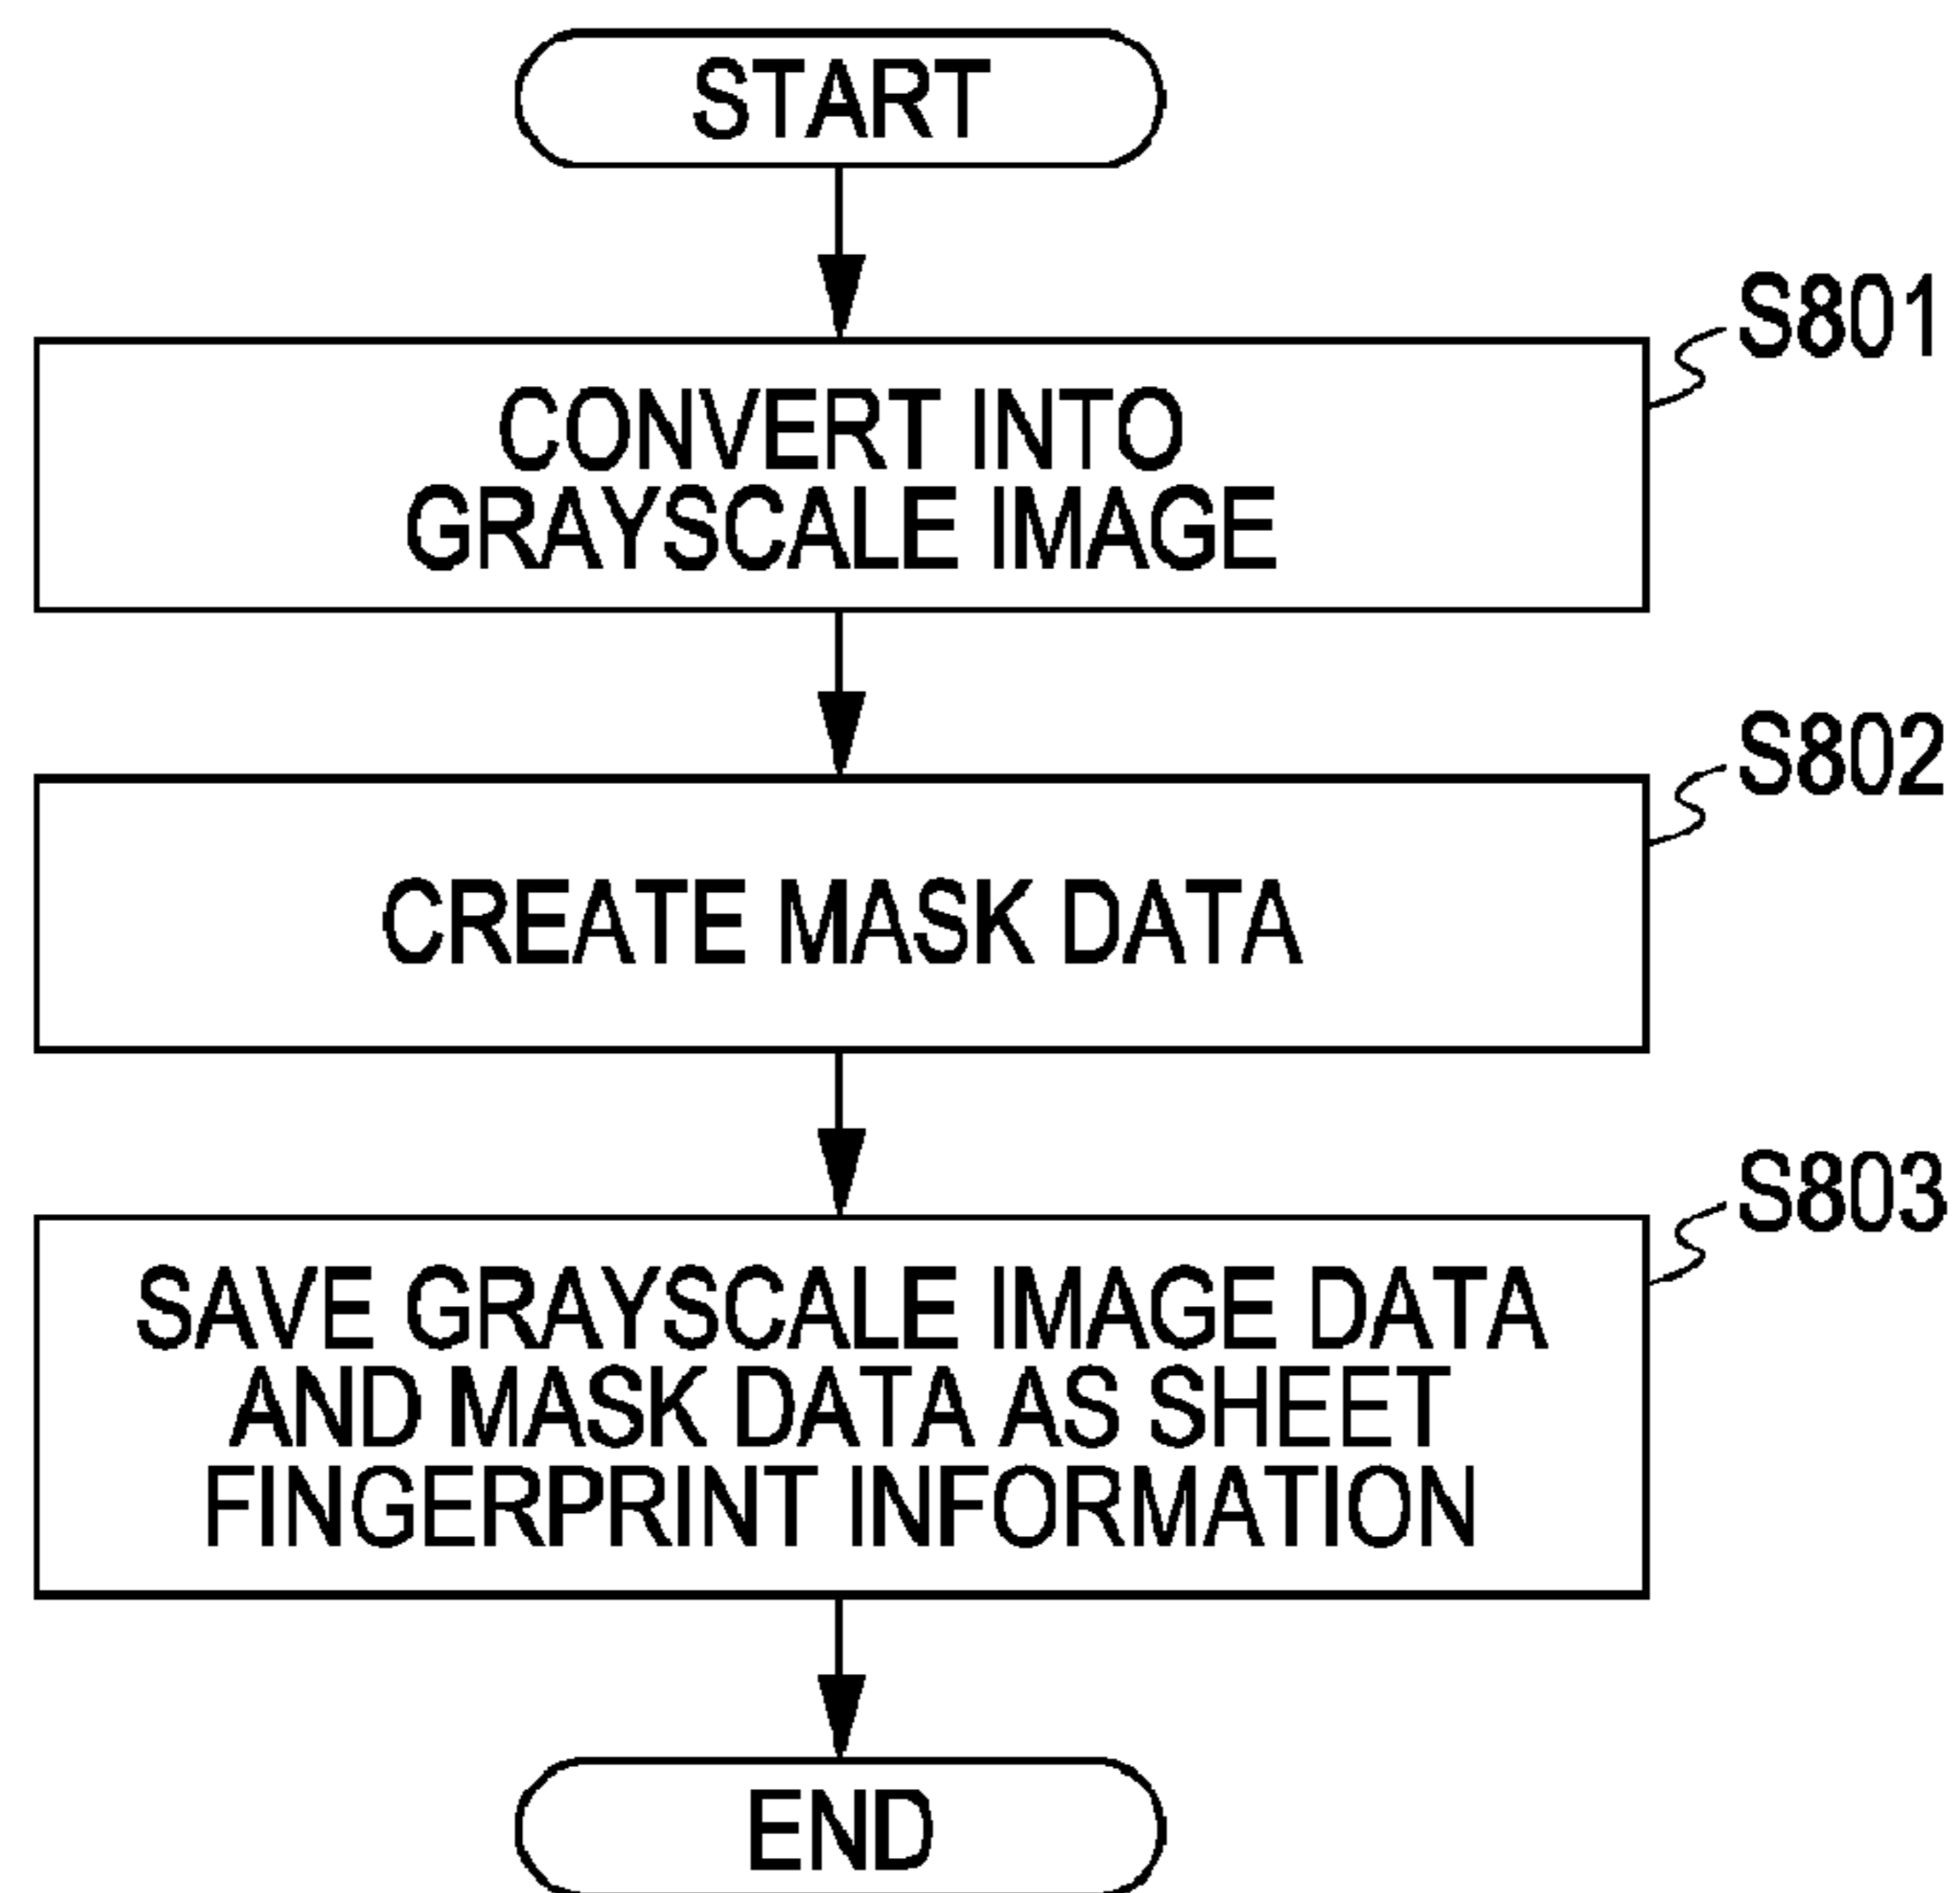 START
S801
CONVERT INTO
GRAYSCALE IMAGE
S802
CREATE MASK DATA
S803
SAVE GRAYSCALE IMAGE DATA
AND MASK DATA AS SHEET
FINGERPRINT INFORMATION
END